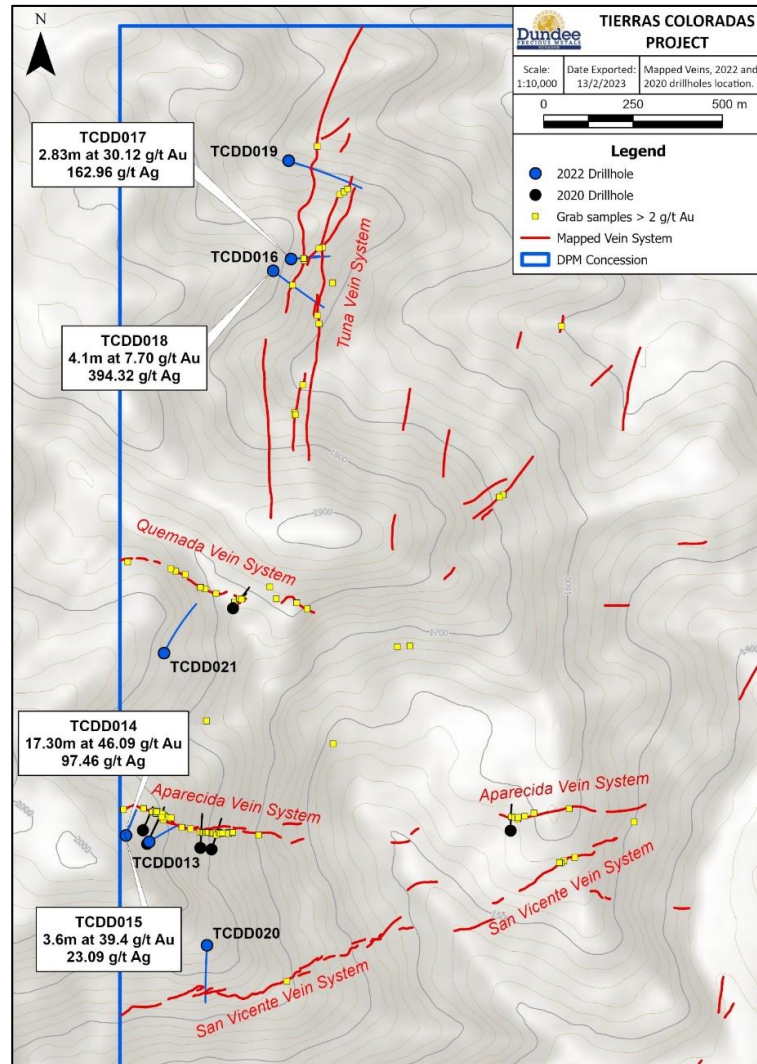 N
Dundee
PRECIOUS METALS
TIERRAS COLORADAS
PROJECT
Scale:
1:10,000
Date Exported:
13/2/2023
Mapped Veins, 2022 and
2020 drillholes location.
0 250 500 m
Legend
2022 Drillhole
2020 Drillhole
Grab samples > 2 g/t Au
Mapped Vein System
DPM Concession
TCDD017
2.83m at 30.12 g/t Au
162.96 g/t Ag
TCDD019
TCDD016
Tuna Vein System
TCDD018
4.1m at 7.70 g/t Au
394.32 g/t Ag
1800
1900
Quemada Vein System
1600
1700
TCDD021
TCDD014
17.30m at 46.09 g/t Au
97.46 g/t Ag
2000
2000
Aparecida Vein System
Aparecida Vein System
TCDD013
TCDD015
3.6m at 39.4 g/t Au
23.09 g/t Ag
TCDD020
San Vicente Vein System
San Vicente Vein System